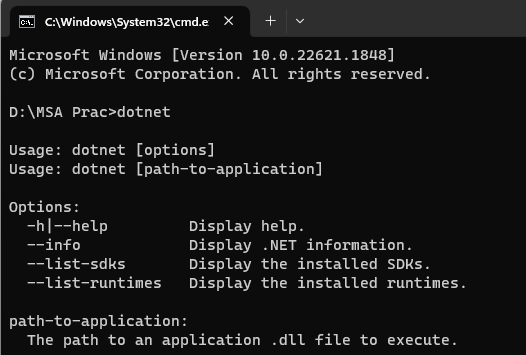 C:\Windows\System32\cmd.e
Microsoft Windows [Version 10.0.22621.1848]
(c) Microsoft Corporation. All rights reserved.
D:\MSA Prac>dotnet
Usage: dotnet [options]
Usage: dotnet [path-to-application]
Options:
-h|--help Display help.
--info Display .NET information.
--list-sdks Display the installed SDKs.
--list-runtimes Display the installed runtimes.
path-to-application:
The path to an application .dll file to execute.